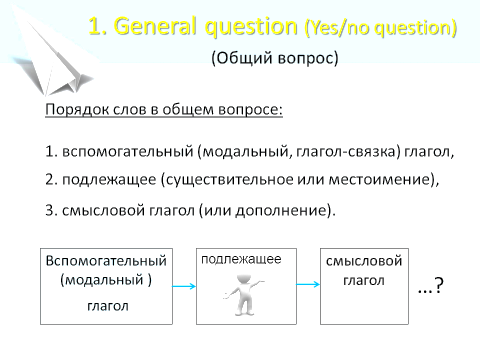 1. General question (Yes/no question)
(Общий вопрос)
Порядок слов в общем вопросе:
1. вспомогательный (модальный, глагол-связка) глагол,
2. подлежащее (существительное или местоимение),
3. смысловой глагол (или дополнение).
Вспомогательный
(модальный )
глагол
подлежащее
смысловой
глагол
...?